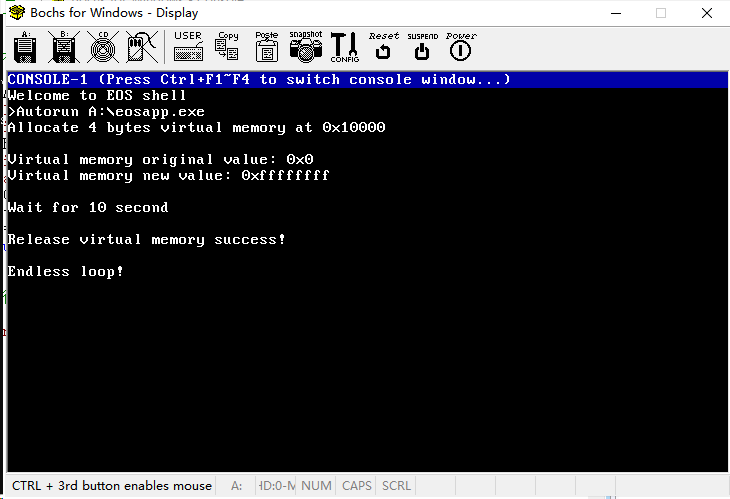 Bochs for Windows - Display
A: B: CD USER Copy Paste snapshot CONFIG Reset SUSPEND Power
CONSOLE-1 (Press Ctrl+F1~F4 to switch console window...)
Welcome to EOS shell
>Autorun A:\eosapp.exe
Allocate 4 bytes virtual memory at 0x10000
Virtual memory original value: 0x0
Virtual memory new value: 0xffffffff
Wait for 10 second
Release virtual memory success!
Endless loop!
CTRL + 3rd button enables mouse A: HD:0-M NUM CAPS SCRL